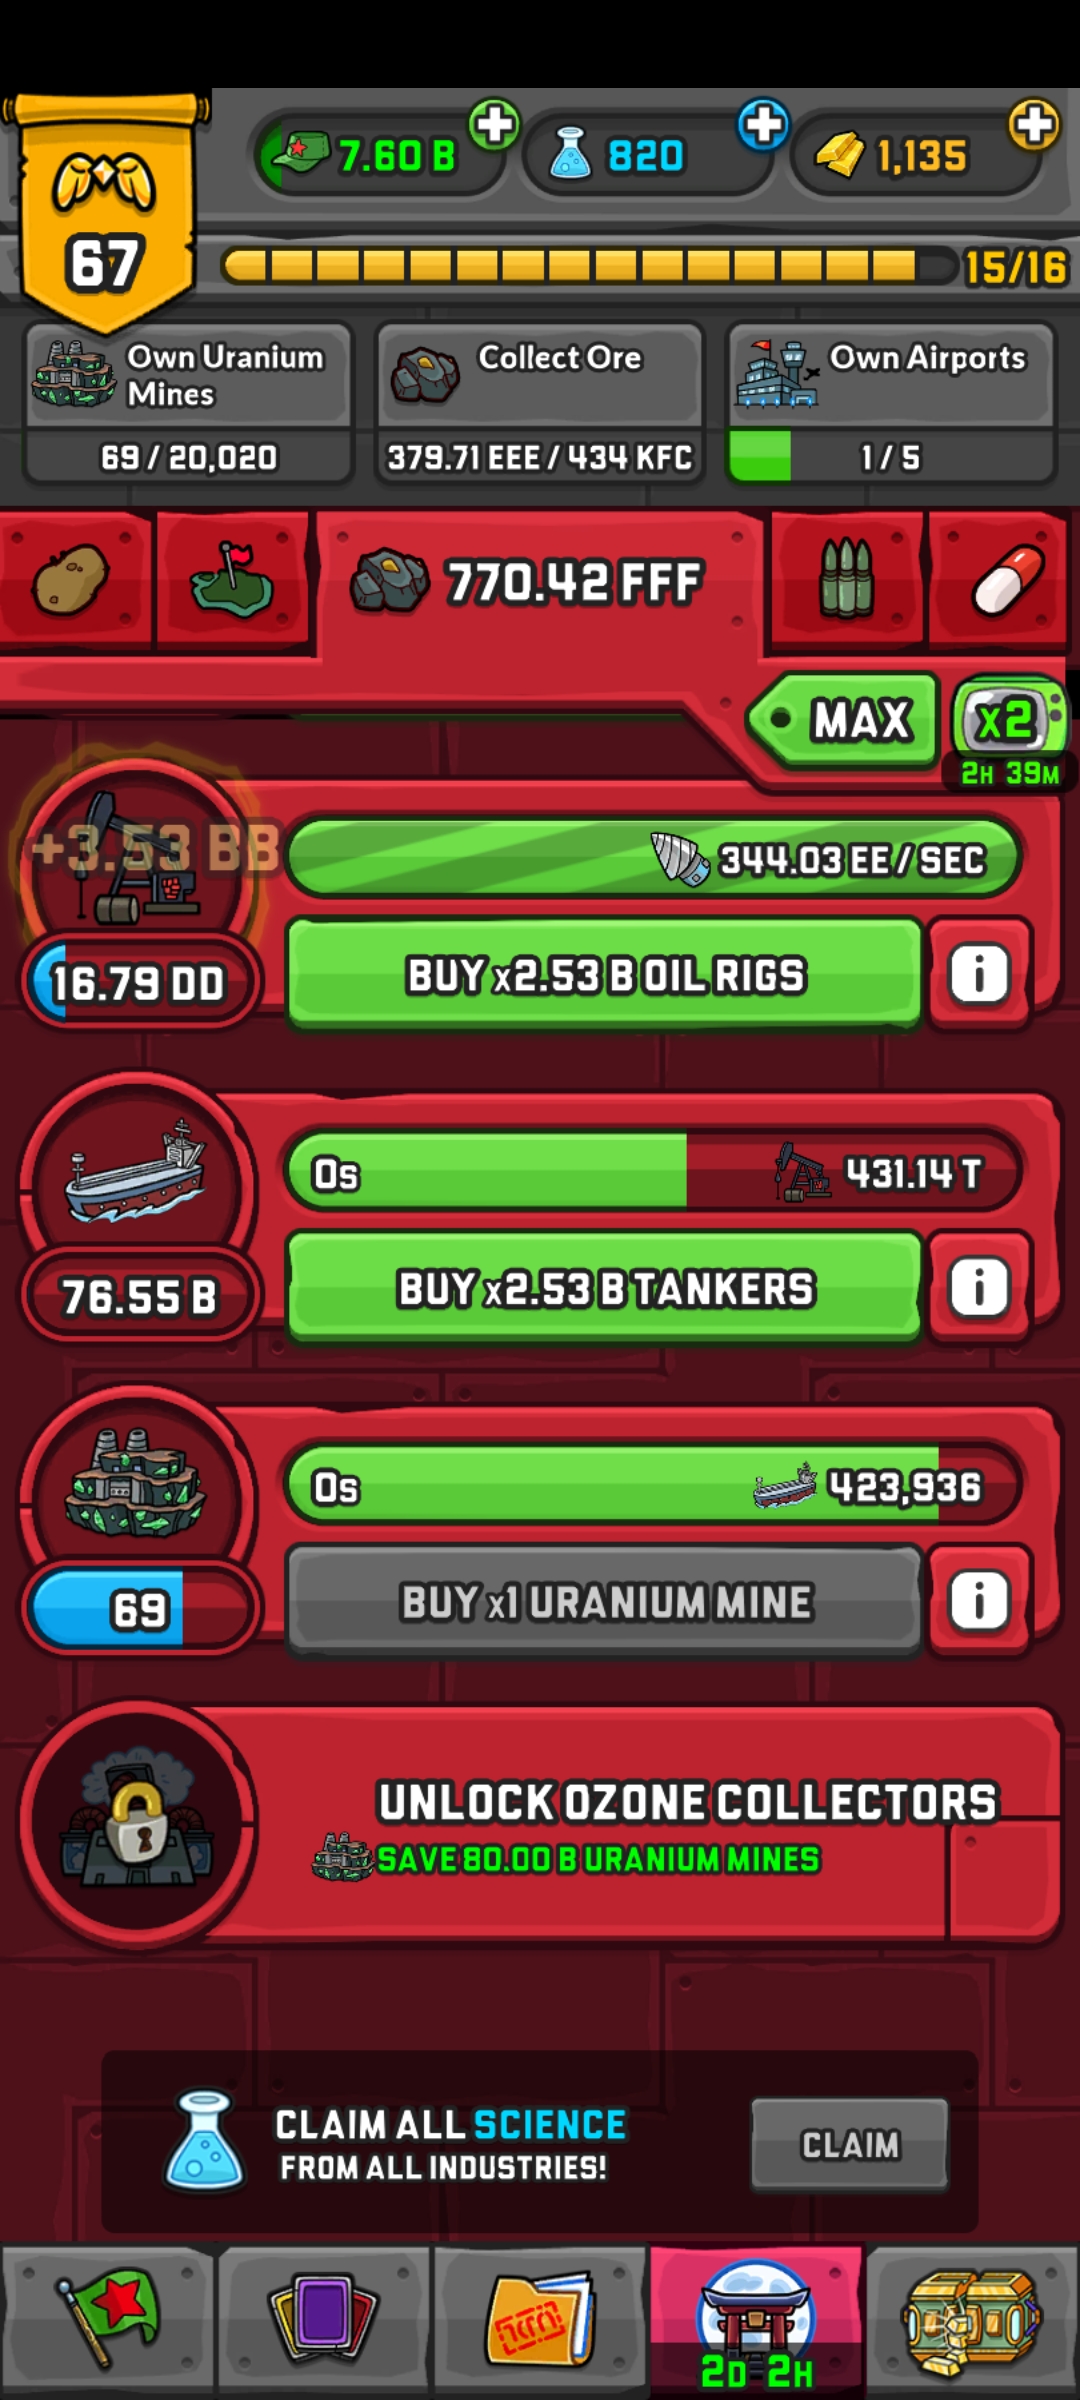 67
7.60 B
820
1,135
15/16
Own Uranium
Mines
69 / 20,020
Collect Ore
379.71 EEE / 434 KFC
Own Airports
1 / 5
770.42 FFF
MAX
x2
2H 39M
+3.53 BB
344.03 EE / SEC
16.79 DD
BUY x2.53 B OIL RIGS
i
0s
431.14 T
76.55 B
BUY x2.53 B TANKERS
i
0s
423,936
69
BUY x1 URANIUM MINE
i
UNLOCK OZONE COLLECTORS
SAVE 80.00 B URANIUM MINES
CLAIM ALL SCIENCE
FROM ALL INDUSTRIES!
CLAIM
2D 2H